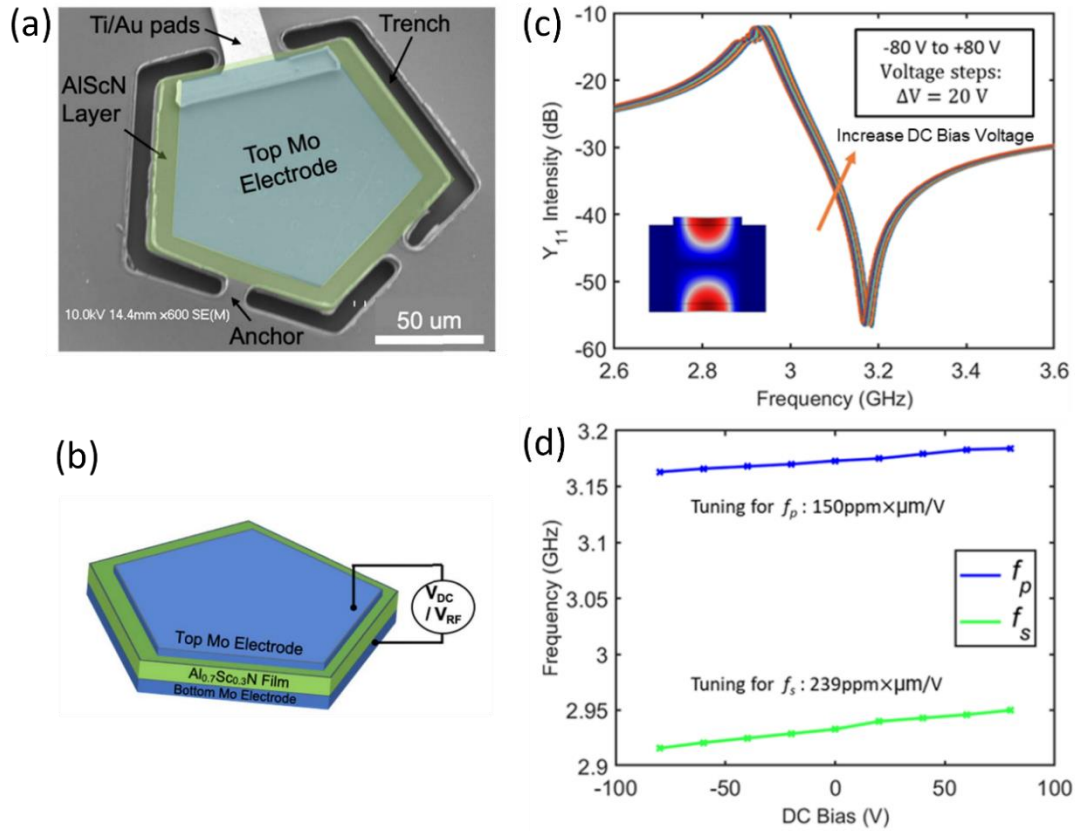 (a)
Ti/Au pads
Trench
AlScN
Layer
Top Mo
Electrode
10.0kV 14.4mm x600 SE(M)
Anchor
50 um
(b)
V_DC
/ V_RF
Top Mo Electrode
Al₀.₇Sc₀.₃N Film
Bottom Mo Electrode
(c)
-10
-20
-30
-40
-50
-60
Y₁₁ Intensity (dB)
-80 V to +80 V
Voltage steps:
ΔV = 20 V
Increase DC Bias Voltage
2.6 2.8 3 3.2 3.4 3.6
Frequency (GHz)
(d)
3.2
3.15
3.1
3.05
3
2.95
2.9
Frequency (GHz)
Tuning for f_p : 150ppm×μm/V
f_p
f_s
Tuning for f_s : 239ppm×μm/V
-100 -50 0 50 100
DC Bias (V)